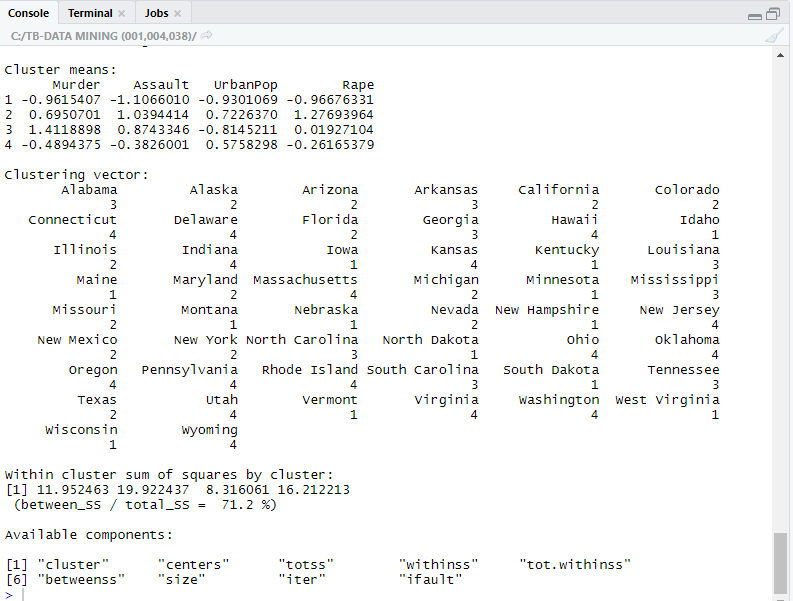 Console Terminal Jobs
C:/TB-DATA MINING (001,004,038)/
Cluster means:
      Murder    Assault   UrbanPop        Rape
1 -0.9615407 -1.1066010 -0.9301069 -0.96676331
2  0.6950701  1.0394414  0.7226370  1.27693964
3  1.4118898  0.8743346 -0.8145211  0.01927104
4 -0.4894375 -0.3826001  0.5758298 -0.26165379
Clustering vector:
       Alabama         Alaska        Arizona       Arkansas     California       Colorado
             3              2              2              3              2              2
   Connecticut       Delaware        Florida        Georgia         Hawaii          Idaho
             4              4              2              3              4              1
      Illinois        Indiana           Iowa         Kansas       Kentucky      Louisiana
             2              4              1              4              1              3
         Maine       Maryland  Massachusetts       Michigan      Minnesota    Mississippi
             1              2              4              2              1              3
      Missouri        Montana       Nebraska         Nevada  New Hampshire     New Jersey
             2              1              1              2              1              4
    New Mexico       New York North Carolina   North Dakota           Ohio       Oklahoma
             2              2              3              1              4              4
        Oregon   Pennsylvania   Rhode Island South Carolina   South Dakota      Tennessee
             4              4              4              3              1              3
         Texas           Utah        Vermont       Virginia     Washington  West Virginia
             2              4              1              4              4              1
     Wisconsin        Wyoming
             1              4
Within cluster sum of squares by cluster:
[1] 11.952463 19.922437  8.316061 16.212213
 (between_SS / total_SS =  71.2 %)
Available components:
[1] "cluster"      "centers"      "totss"        "withinss"     "tot.withinss"
[6] "betweenss"    "size"         "iter"         "ifault"
>